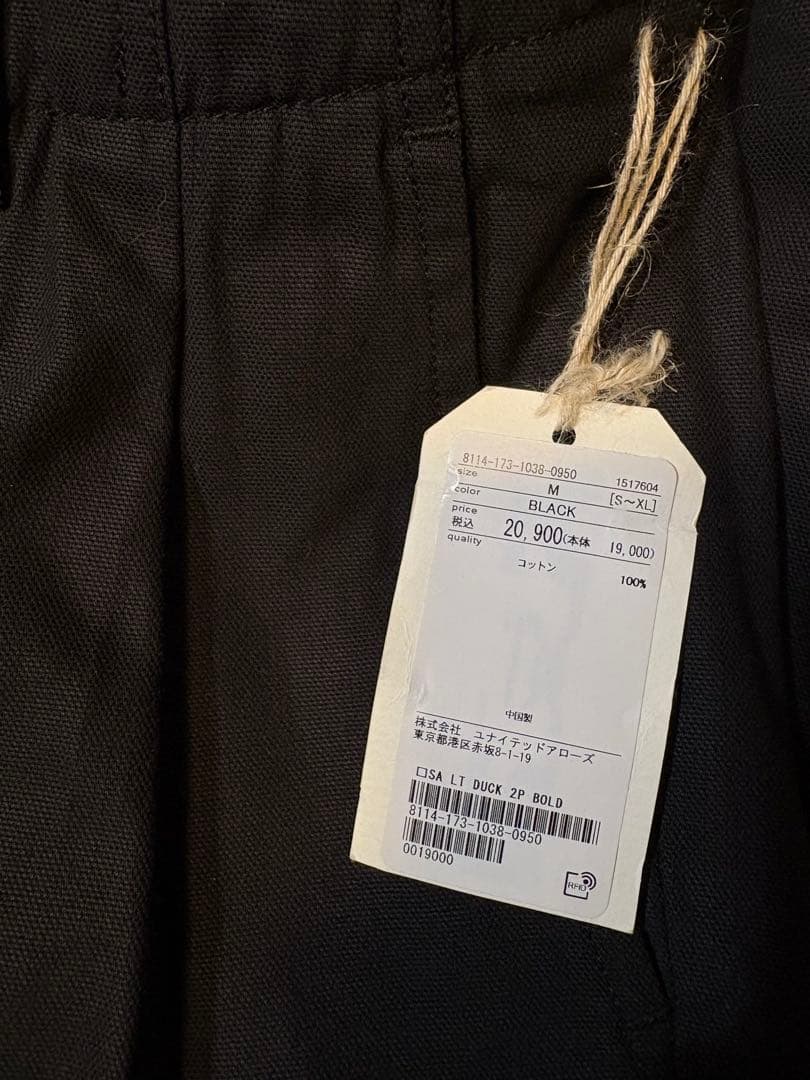 8114-173-1038-0950
1517604
size M [S～XL]
color BLACK
price
税込 20,900(本体 19,000)
quality
コットン 100%
中国製
株式会社 ユナイテッドアローズ
東京都港区赤坂8-1-19
□SA LT DUCK 2P BOLD
8114-173-1038-0950
0019000
RFID